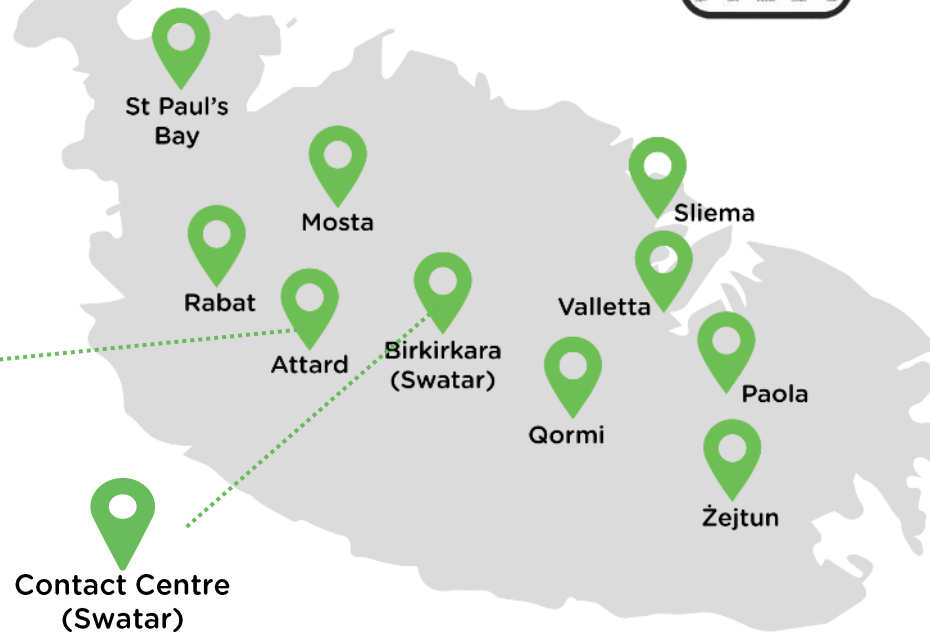 St Paul's
Bay
Mosta
Sliema
Rabat
Valletta
Attard
Birkirkara
(Swatar)
Paola
Qormi
Żejtun
Contact Centre
(Swatar)